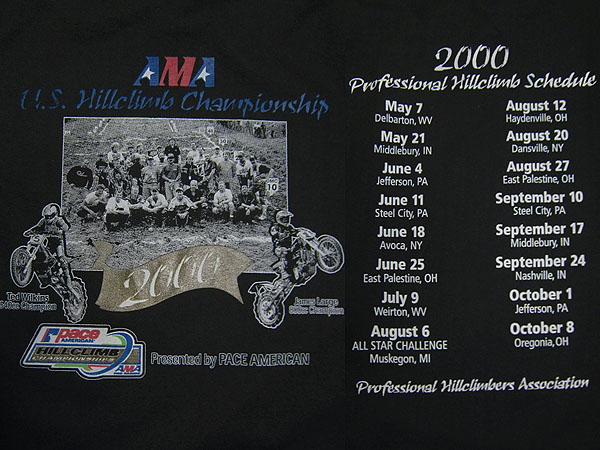 AMA
U.S. Hillclimb Championship
10
2000
Ted Wilkins
540cc Champion
James Large
800cc Champion
pace
AMERICAN
HILLCLIMB
CHAMPIONSHIPS
AMA
Presented by PACE AMERICAN
2000
Professional Hillclimb Schedule
May 7
Delbarton, WV
May 21
Middlebury, IN
June 4
Jefferson, PA
June 11
Steel City, PA
June 18
Avoca, NY
June 25
East Palestine, OH
July 9
Weirton, WV
August 6
ALL STAR CHALLENGE
Muskegon, MI
August 12
Haydenville, OH
August 20
Dansville, NY
August 27
East Palestine, OH
September 10
Steel City, PA
September 17
Middlebury, IN
September 24
Nashville, IN
October 1
Jefferson, PA
October 8
Oregonia, OH
Professional Hillclimbers Association